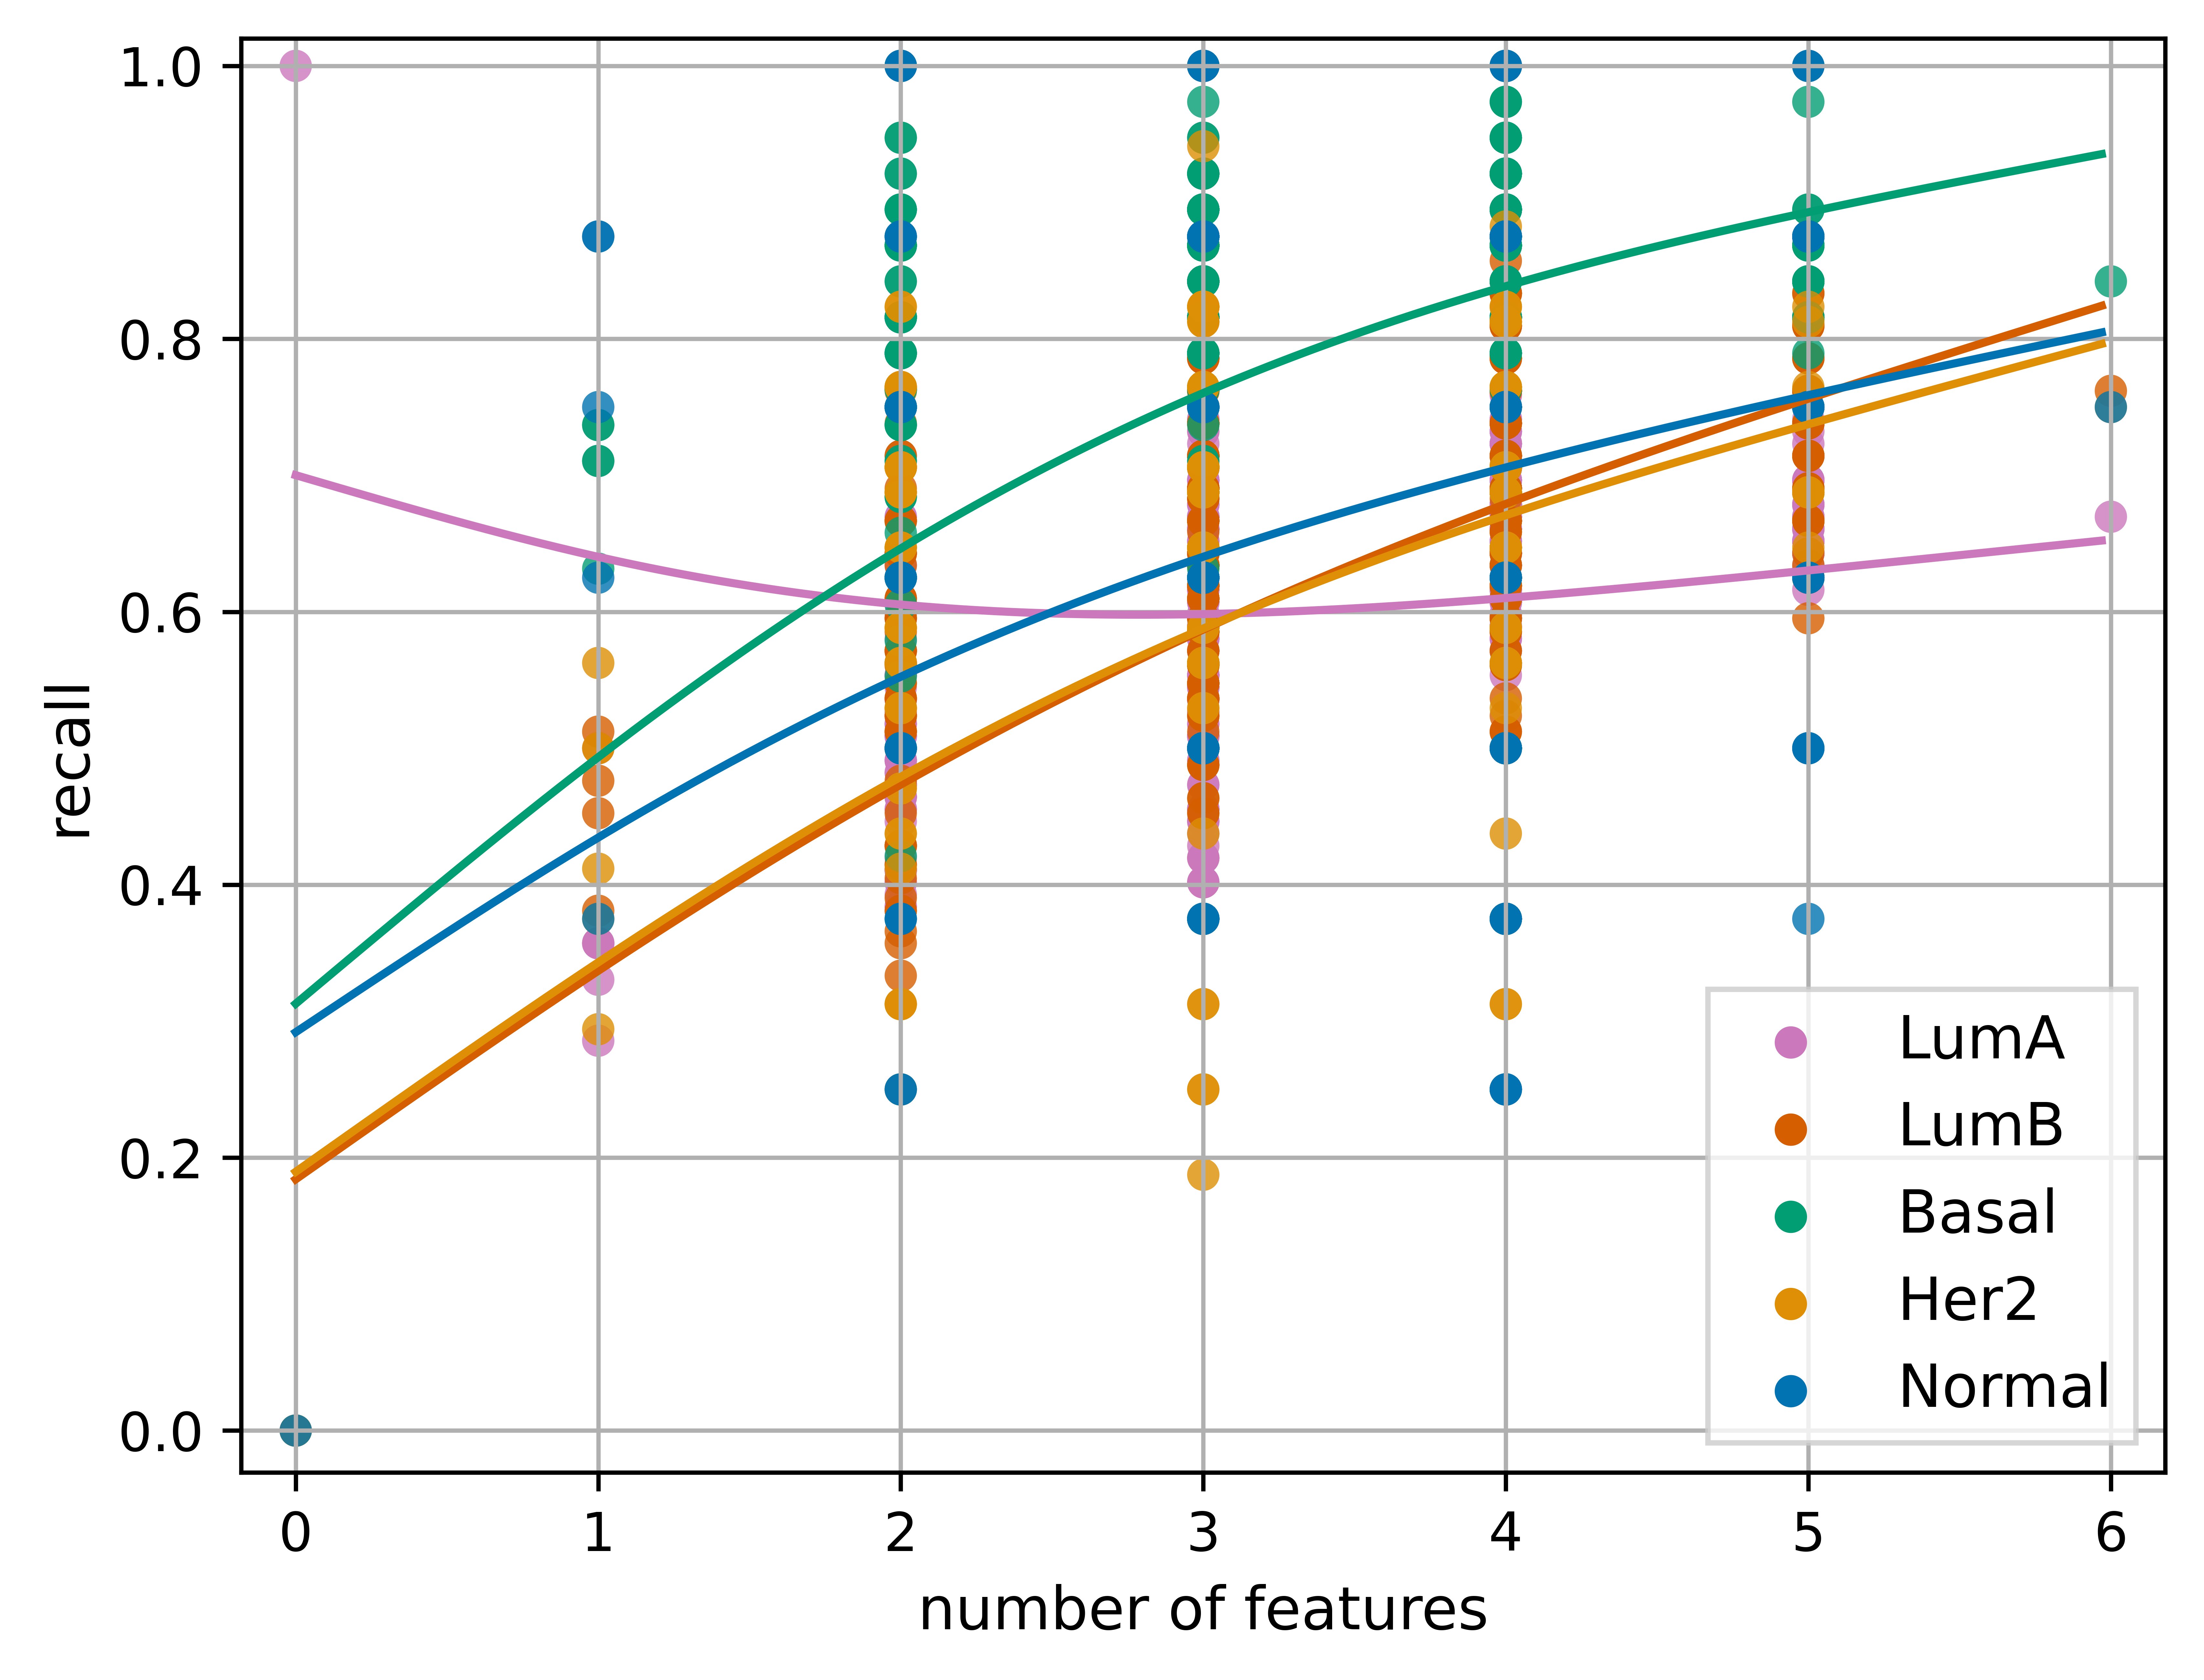 1.0
0.8
0.6
0.4
0.2
0.0
recall
0 1 2 3 4 5 6
number of features
LumA
LumB
Basal
Her2
Normal